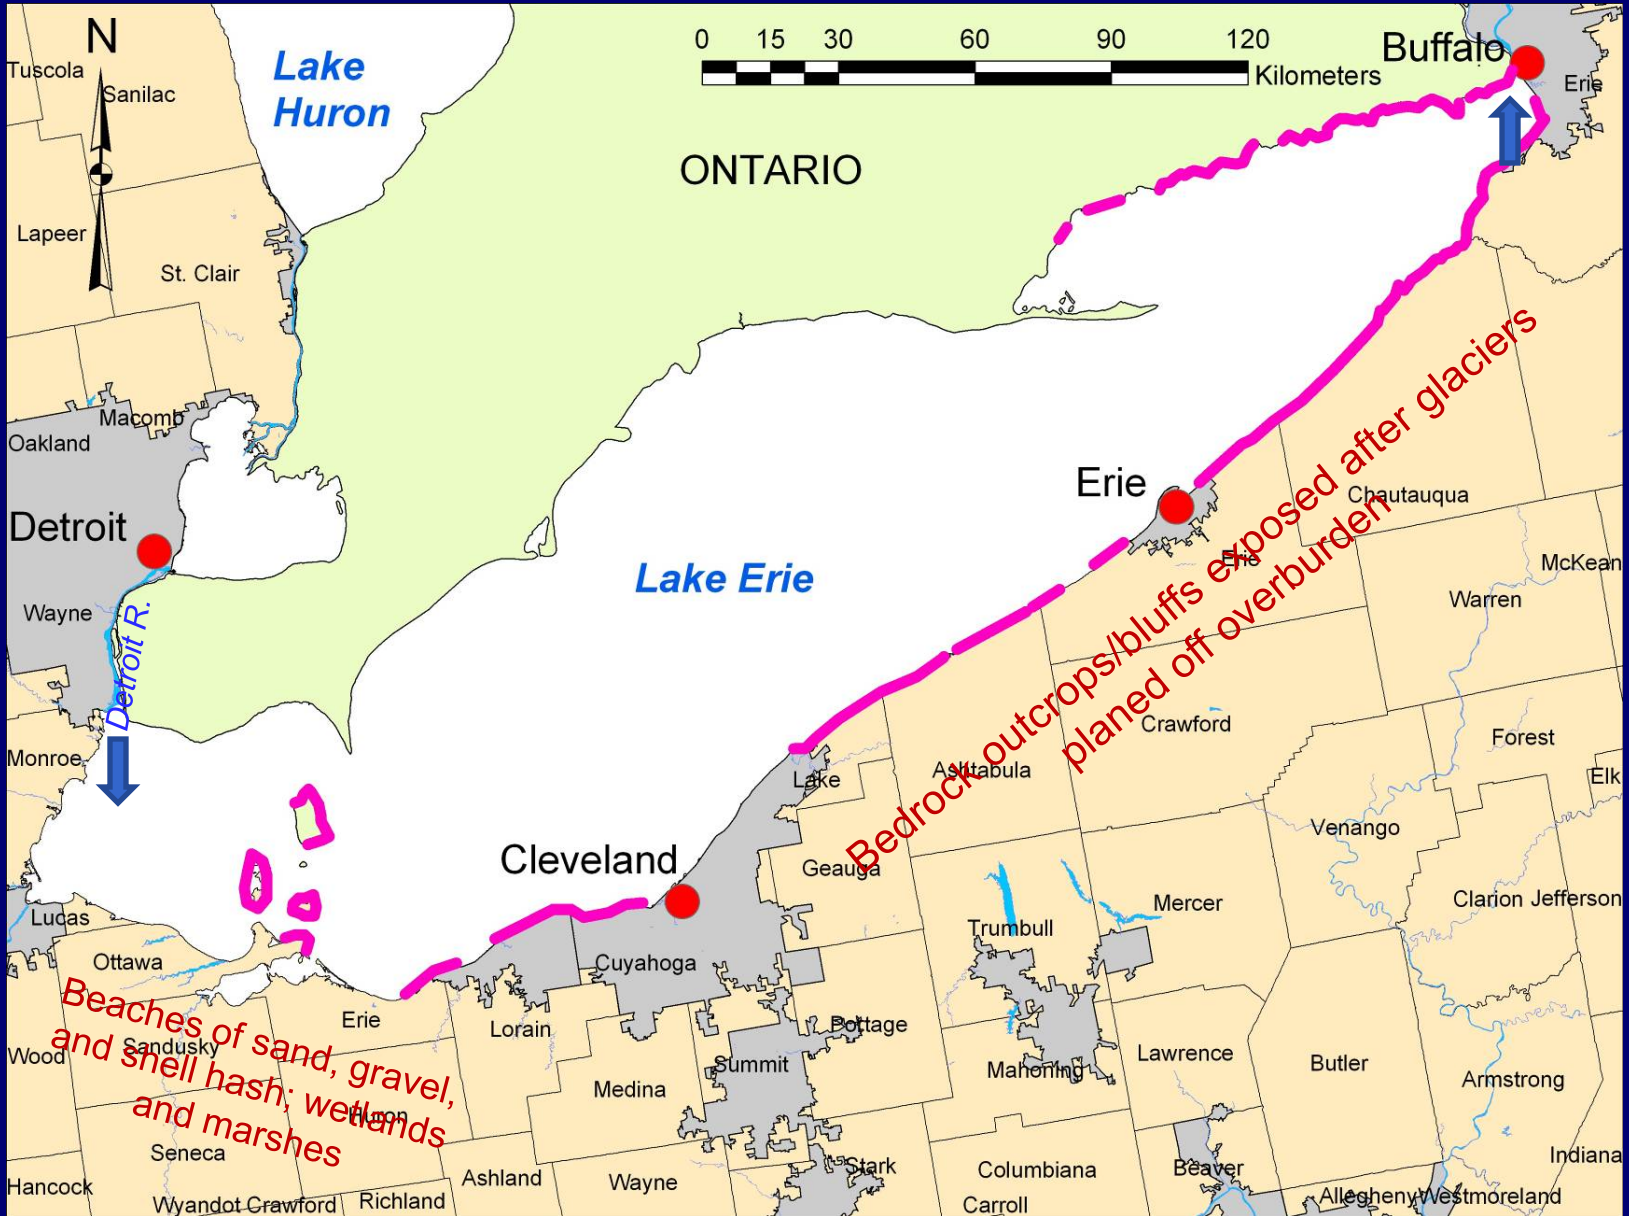 N
Tuscola
Sanilac
Lake
Huron
0 15 30 60 90 120
Kilometers
Buffalo
Erie
ONTARIO
Lapeer
St. Clair
Macomb
Oakland
Detroit
Wayne
Detroit R.
Monroe
Lake Erie
Erie
Erie
Chautauqua
McKean
Warren
Bedrock outcrops/bluffs exposed after glaciers
planed off overburden
Crawford
Forest
Elk
Lake
Ashtabula
Venango
Cleveland
Geauga
Clarion
Jefferson
Mercer
Trumbull
Lucas
Ottawa
Cuyahoga
Beaches of sand, gravel,
and shell hash; wetlands
and marshes
Erie
Lorain
Portage
Wood
Sandusky
Summit
Mahoning
Lawrence
Butler
Armstrong
Medina
Huron
Seneca
Stark
Columbiana
Beaver
Indiana
Hancock
Wyandot
Crawford
Richland
Ashland
Wayne
Carroll
Allegheny
Westmoreland